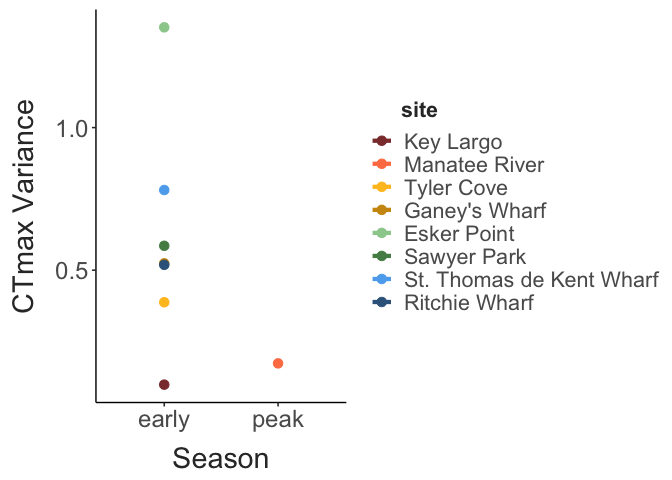 CTmax Variance
1.0
0.5
early peak
Season
site
Key Largo
Manatee River
Tyler Cove
Ganey's Wharf
Esker Point
Sawyer Park
St. Thomas de Kent Wharf
Ritchie Wharf